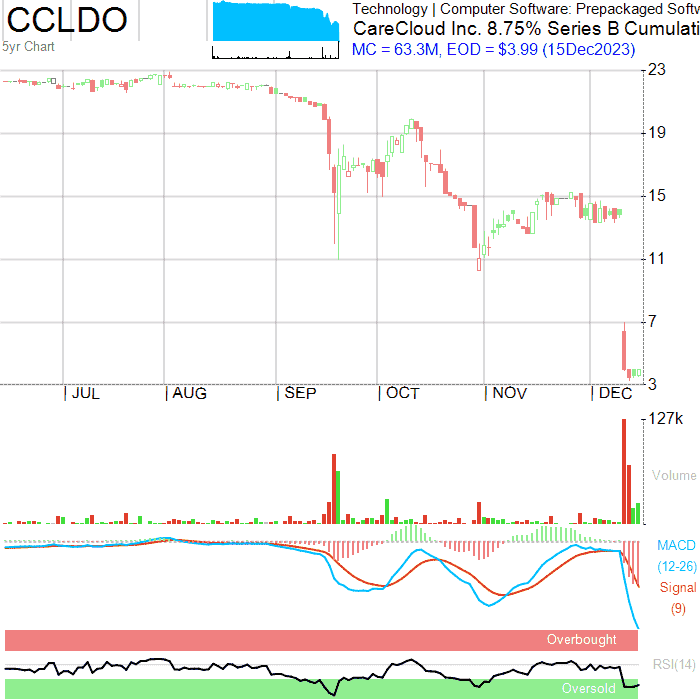 CCLDO
5yr Chart
Technology | Computer Software: Prepackaged Softw
CareCloud Inc. 8.75% Series B Cumulati
MC = 63.3M, EOD = $3.99 (15Dec2023)
23
19
15
11
7
3
JUL AUG SEP OCT NOV DEC
127k
Volume
MACD
(12-26)
Signal
(9)
Overbought
RSI(14)
Oversold